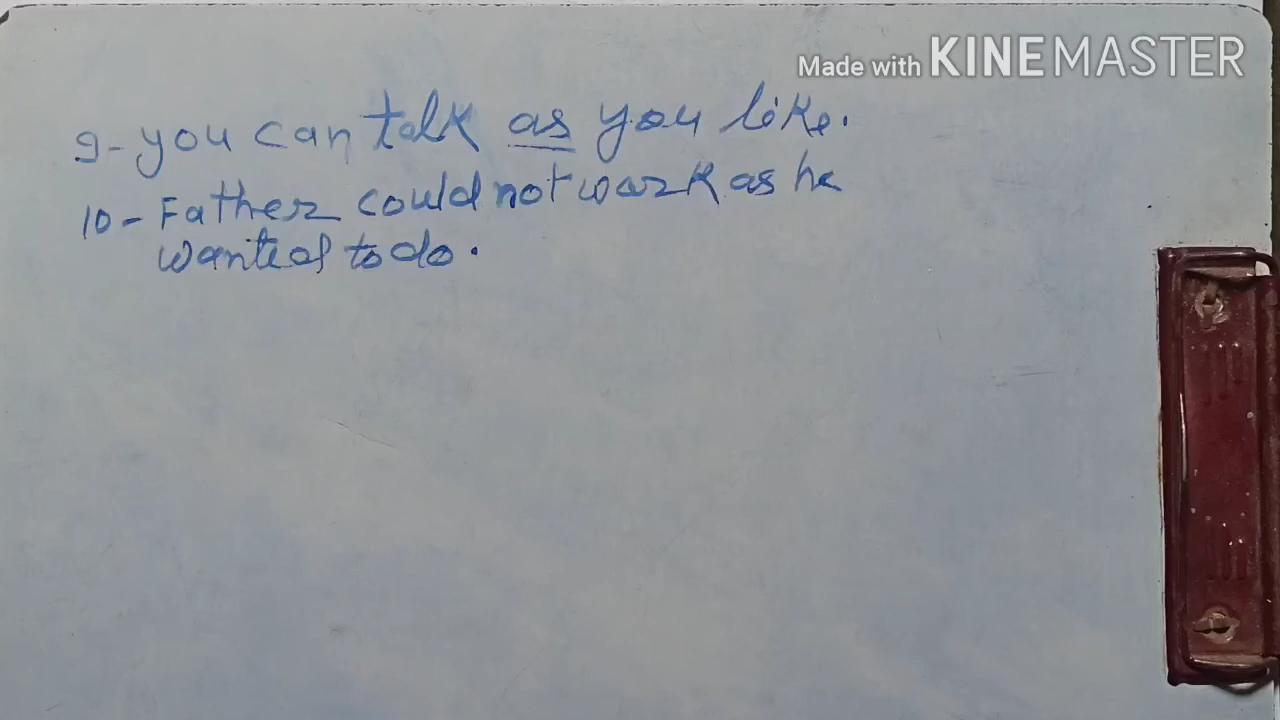 Made with KINEMASTER
9- you can talk as you like.
10- Father could not work as he
wanted to do.